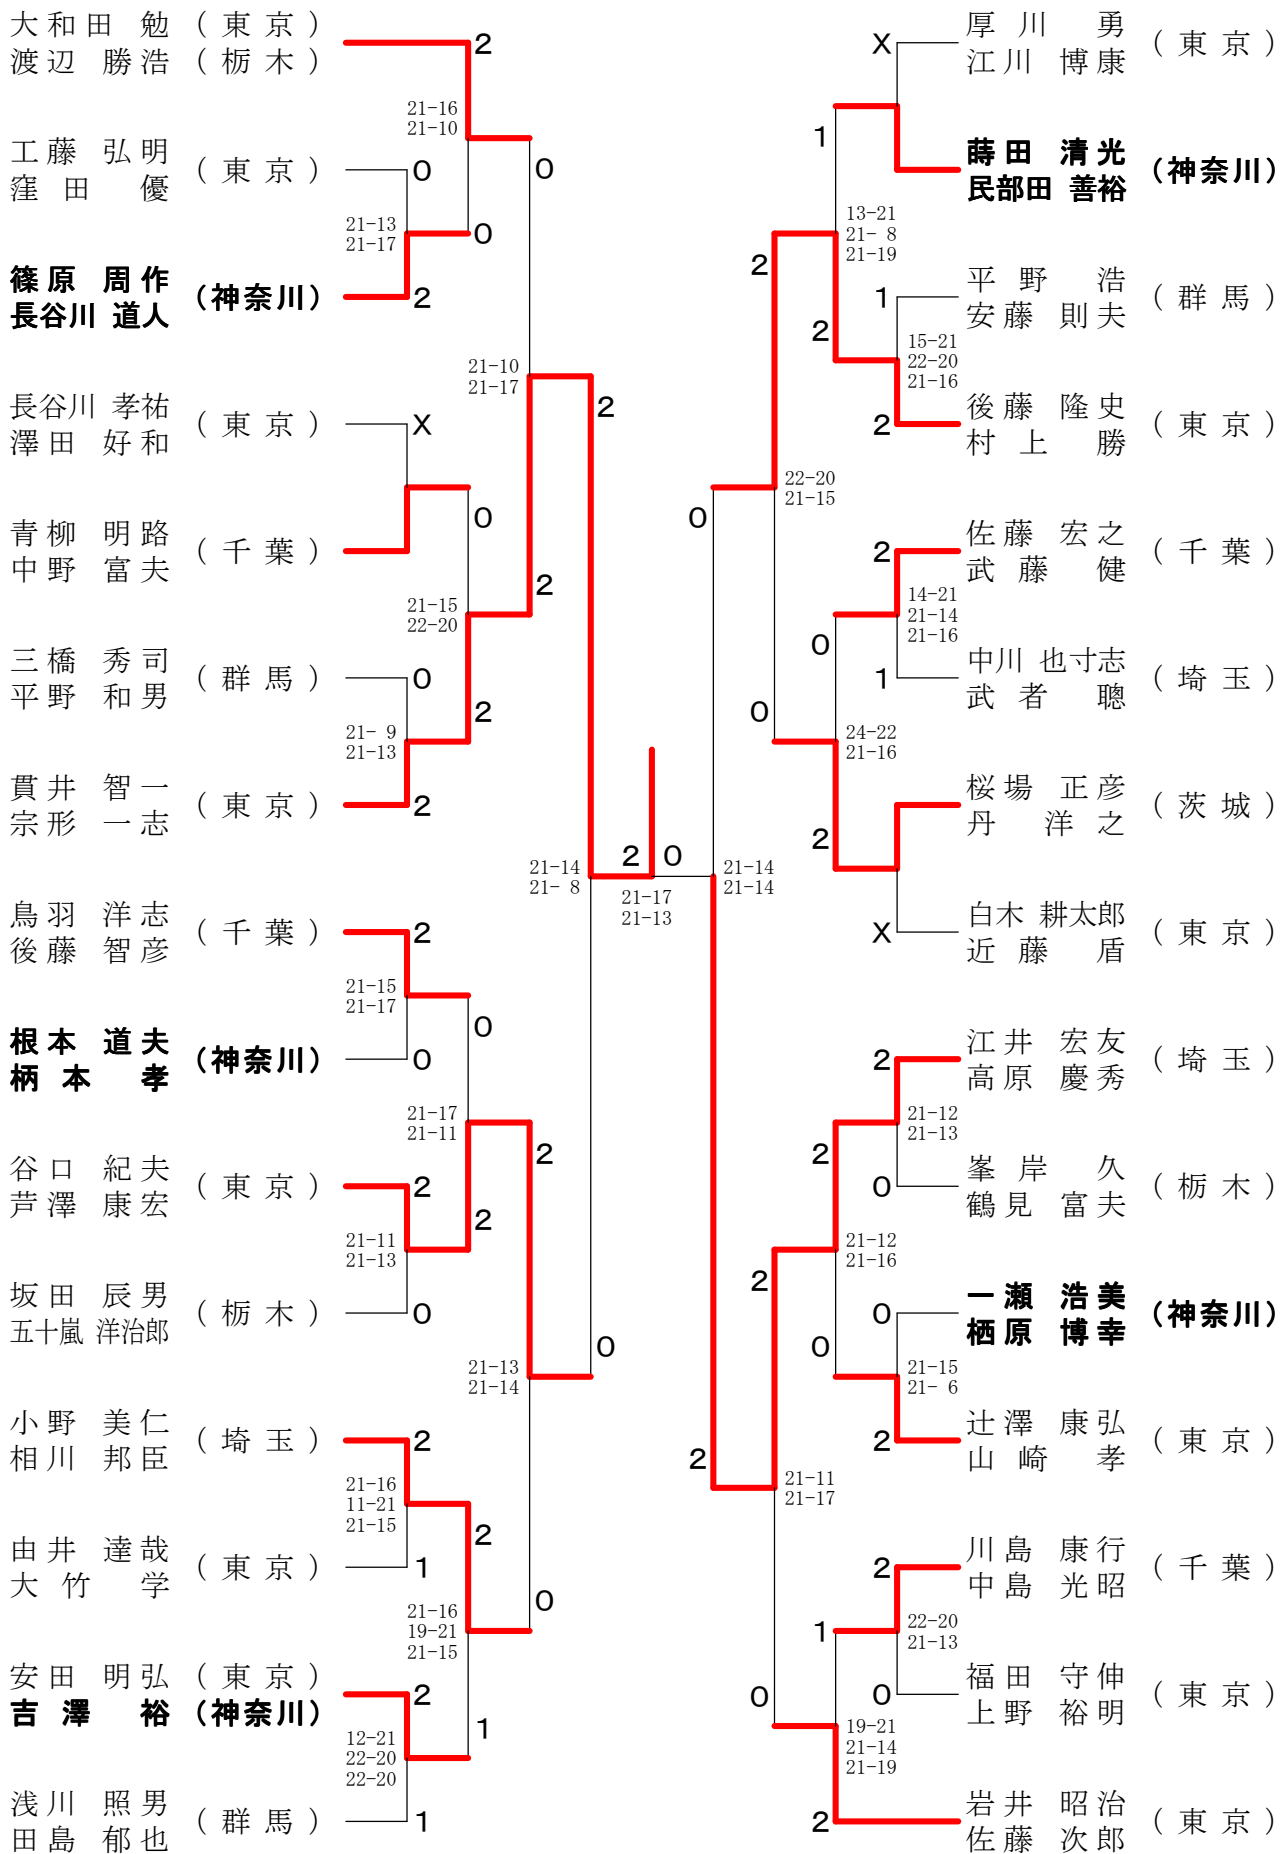 大和田 勉 ( 東 京 )
渡辺 勝浩 ( 栃 木 )
2
21-16
21-10
工藤 弘明
窪田 優
( 東 京 )
0
0
21-13
21-17
0
篠原 周作
長谷川 道人
(神奈川)
2
21-10
21-17
2
長谷川 孝祐
澤田 好和
( 東 京 )
X
0
青柳 明路
中野 富夫
( 千 葉 )
2
21-15
22-20
三橋 秀司
平野 和男
( 群 馬 )
0
2
21- 9
21-13
貫井 智一
宗形 一志
( 東 京 )
2
21-14
21- 8
2
0
21-17
21-13
鳥羽 洋志
後藤 智彦
( 千 葉 )
2
21-15
21-17
0
根本 道夫
柄本 孝
(神奈川)
0
21-17
21-11
2
谷口 紀夫
芦澤 康宏
( 東 京 )
2
2
21-11
21-13
坂田 辰男
五十嵐 洋治郎
( 栃 木 )
0
0
21-13
21-14
小野 美仁
相川 邦臣
( 埼 玉 )
2
21-16
11-21
21-15
2
由井 達哉
大竹 学
( 東 京 )
1
0
21-16
19-21
21-15
安田 明弘 ( 東 京 )
吉澤 裕 (神奈川)
2
1
12-21
22-20
22-20
浅川 照男
田島 郁也
( 群 馬 )
1
X
厚川 勇
江川 博康
( 東 京 )
1
蒔田 清光
民部田 善裕
(神奈川)
13-21
21- 8
21-19
2
1
平野 浩
安藤 則夫
( 群 馬 )
2
15-21
22-20
21-16
2
後藤 隆史
村上 勝
( 東 京 )
22-20
21-15
0
2
佐藤 宏之
武藤 健
( 千 葉 )
14-21
21-14
21-16
0
1
中川 也寸志
武者 聰
( 埼 玉 )
0
24-22
21-16
桜場 正彦
丹 洋之
( 茨 城 )
2
21-14
21-14
X
白木 耕太郎
近藤 盾
( 東 京 )
2
江井 宏友
高原 慶秀
( 埼 玉 )
21-12
21-13
2
0
峯岸 久
鶴見 富夫
( 栃 木 )
21-12
21-16
2
0
一瀬 浩美
栖原 博幸
(神奈川)
0
21-15
21- 6
2
辻澤 康弘
山崎 孝
( 東 京 )
2
21-11
21-17
2
川島 康行
中島 光昭
( 千 葉 )
1
22-20
21-13
0
福田 守伸
上野 裕明
( 東 京 )
0
19-21
21-14
21-19
2
岩井 昭治
佐藤 次郎
( 東 京 )